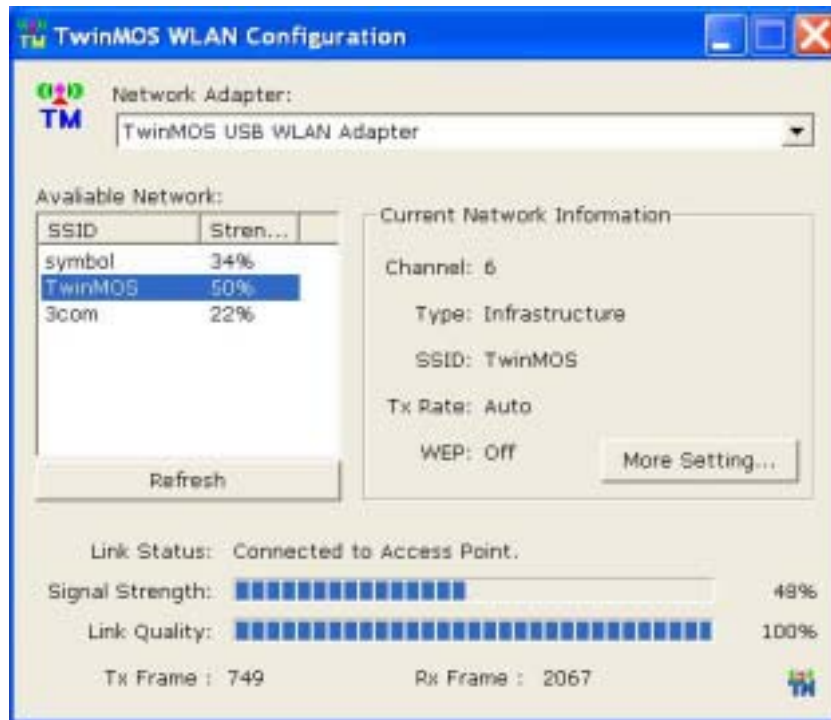 TwinMOS WLAN Configuration
Network Adapter:
TM
TwinMOS USB WLAN Adapter
Avaliable Network:
SSID Stren...
symbol 34%
TwinMOS 50%
3com 22%
Refresh
Current Network Information
Channel: 6
Type: Infrastructure
SSID: TwinMOS
Tx Rate: Auto
WEP: Off
More Setting...
Link Status: Connected to Access Point.
Signal Strength: 48%
Link Quality: 100%
Tx Frame : 749 Rx Frame : 2067
TM